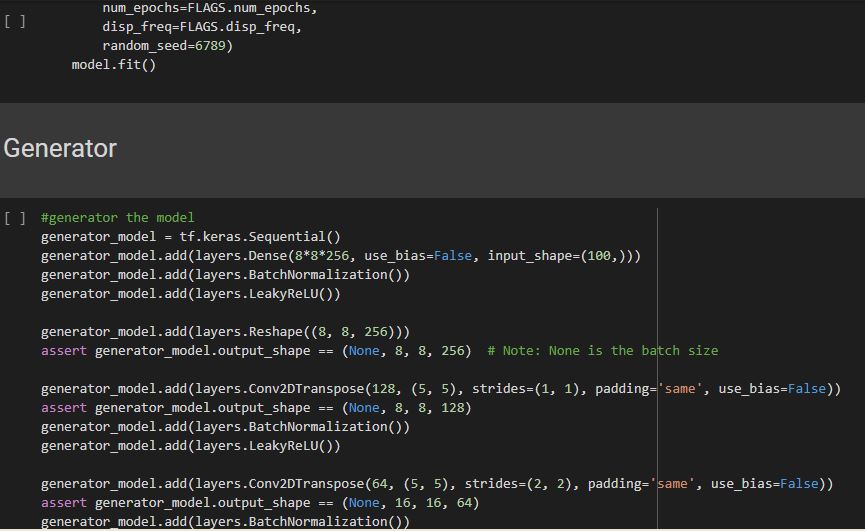 num_epochs=FLAGS.num_epochs,
[ ]
disp_freq=FLAGS.disp_freq,
random_seed=6789)
model.fit()
Generator
[ ] #generator the model
generator_model = tf.keras.Sequential()
generator_model.add(layers.Dense(8*8*256, use_bias=False, input_shape=(100,)))
generator_model.add(layers.BatchNormalization())
generator_model.add(layers.LeakyReLU())
generator_model.add(layers.Reshape((8, 8, 256)))
assert generator_model.output_shape == (None, 8, 8, 256)  # Note: None is the batch size
generator_model.add(layers.Conv2DTranspose(128, (5, 5), strides=(1, 1), padding='same', use_bias=False))
assert generator_model.output_shape == (None, 8, 8, 128)
generator_model.add(layers.BatchNormalization())
generator_model.add(layers.LeakyReLU())
generator_model.add(layers.Conv2DTranspose(64, (5, 5), strides=(2, 2), padding='same', use_bias=False))
assert generator_model.output_shape == (None, 16, 16, 64)
generator_model.add(layers.BatchNormalization())